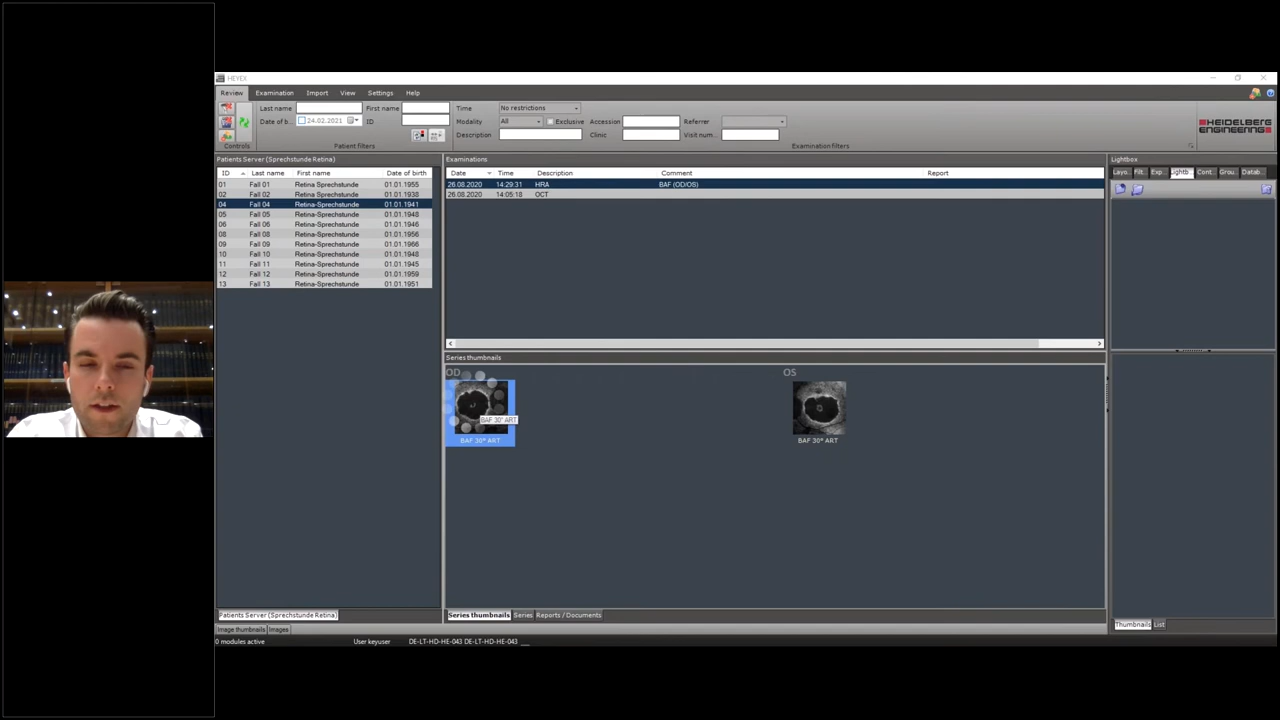 HEYEX
Review Examination Import View Settings Help
Last name First name Time No restrictions
Date of b... 24.02.2021 ID Modality All Exclusive Accession Referrer
Description Clinic Visit num...
Controls Patient filters Examination filters
HEIDELBERG
ENGINEERING
Patients Server (Sprechstunde Retina) Examinations Lightbox
ID Last name First name Date of birth
01 Fall 01 Retina Sprechstunde 01.01.1955
02 Fall 02 Retina Sprechstunde 01.01.1938
04 Fall 04 Retina-Sprechstunde 01.01.1941
05 Fall 05 Retina-Sprechstunde 01.01.1948
06 Fall 06 Retina-Sprechstunde 01.01.1946
08 Fall 08 Retina-Sprechstunde 01.01.1956
09 Fall 09 Retina-Sprechstunde 01.01.1966
10 Fall 10 Retina-Sprechstunde 01.01.1948
11 Fall 11 Retina-Sprechstunde 01.01.1945
12 Fall 12 Retina-Sprechstunde 01.01.1959
13 Fall 13 Retina-Sprechstunde 01.01.1951
Date Time Description Comment Report
26.08.2020 14:29:31 HRA BAF (OD/OS)
26.08.2020 14:05:18 OCT
Layo... Filt... Exp... Lightb... Cont... Grou... Datab...
Series thumbnails
OD OS
BAF 30° ART
BAF 30° ART BAF 30° ART
Patients Server (Sprechstunde Retina) Series thumbnails Series Reports / Documents
Thumbnails List
Image thumbnails Images
0 modules active User keyuser DE-LT-HD-HE-043 DE-LT-HD-HE-043